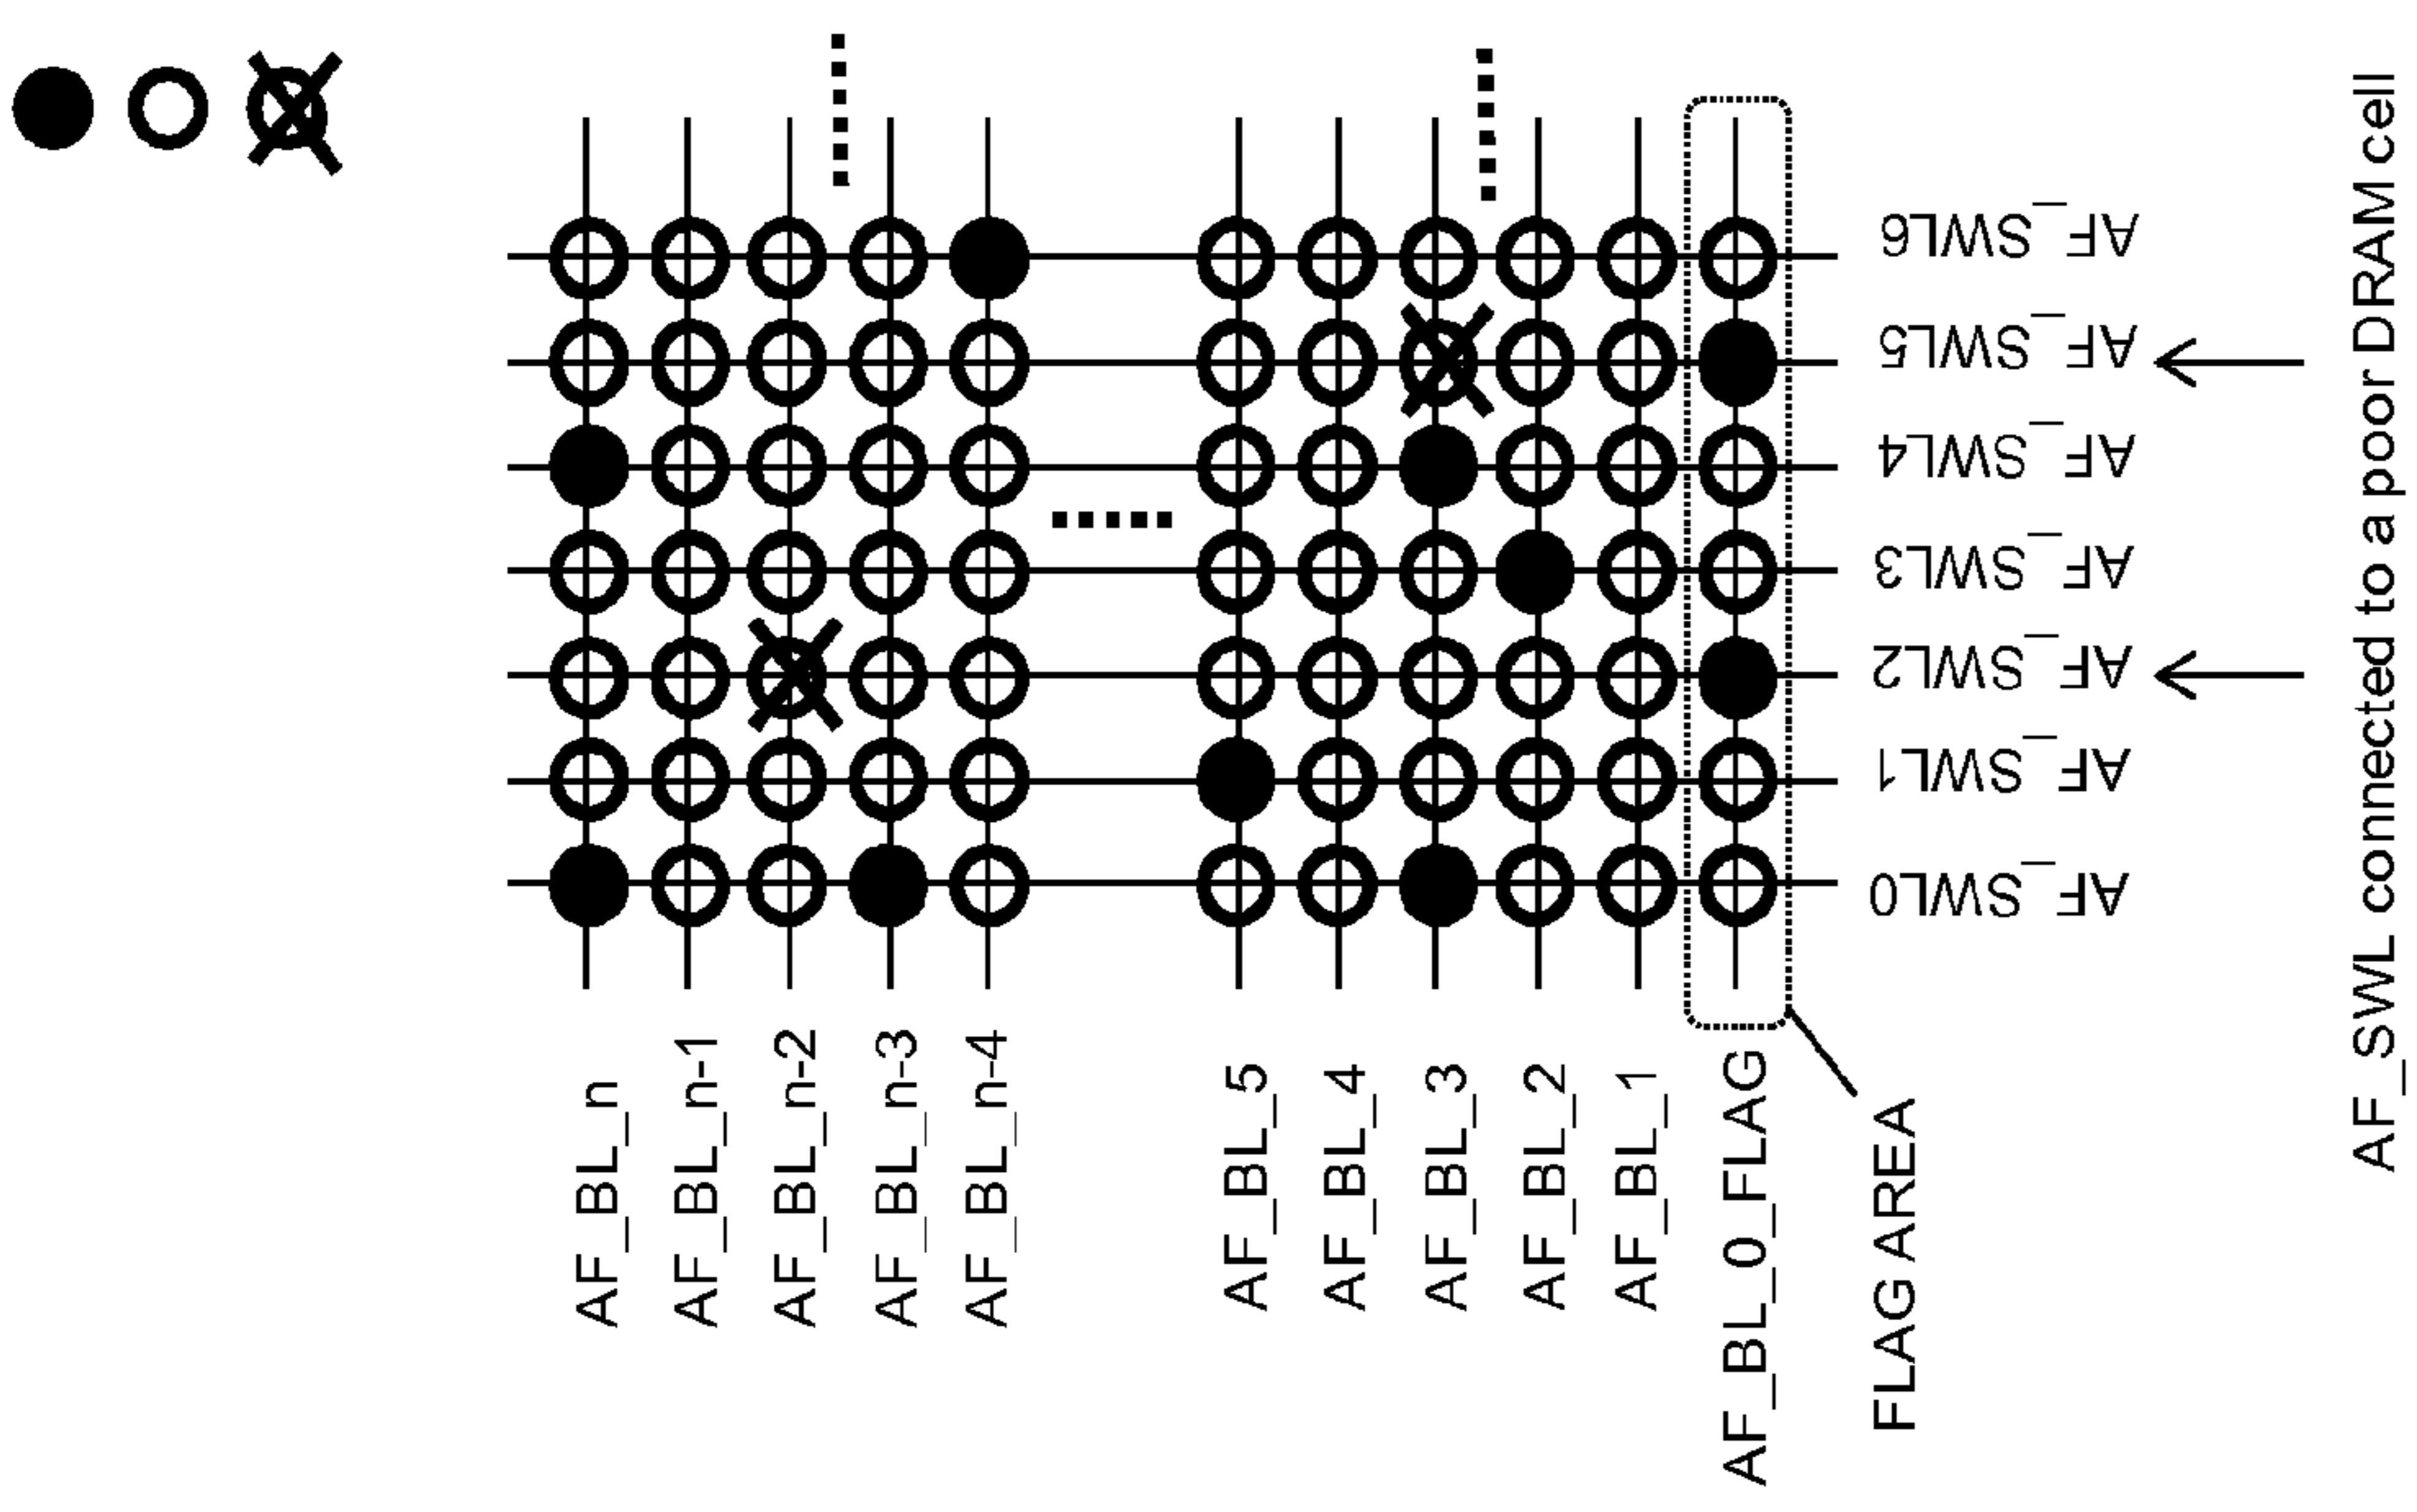 AF_BL_n
AF_BL_n-1
AF_BL_n-2
AF_BL_n-3
AF_BL_n-4
AF_BL_5
AF_BL_4
AF_BL_3
AF_BL_2
AF_BL_1
AF_BL_0_FLAG
FLAG AREA
AF_SWL0
AF_SWL1
AF_SWL2
AF_SWL3
AF_SWL4
AF_SWL5
AF_SWL6
AF_SWL connected to a poor DRAM cell